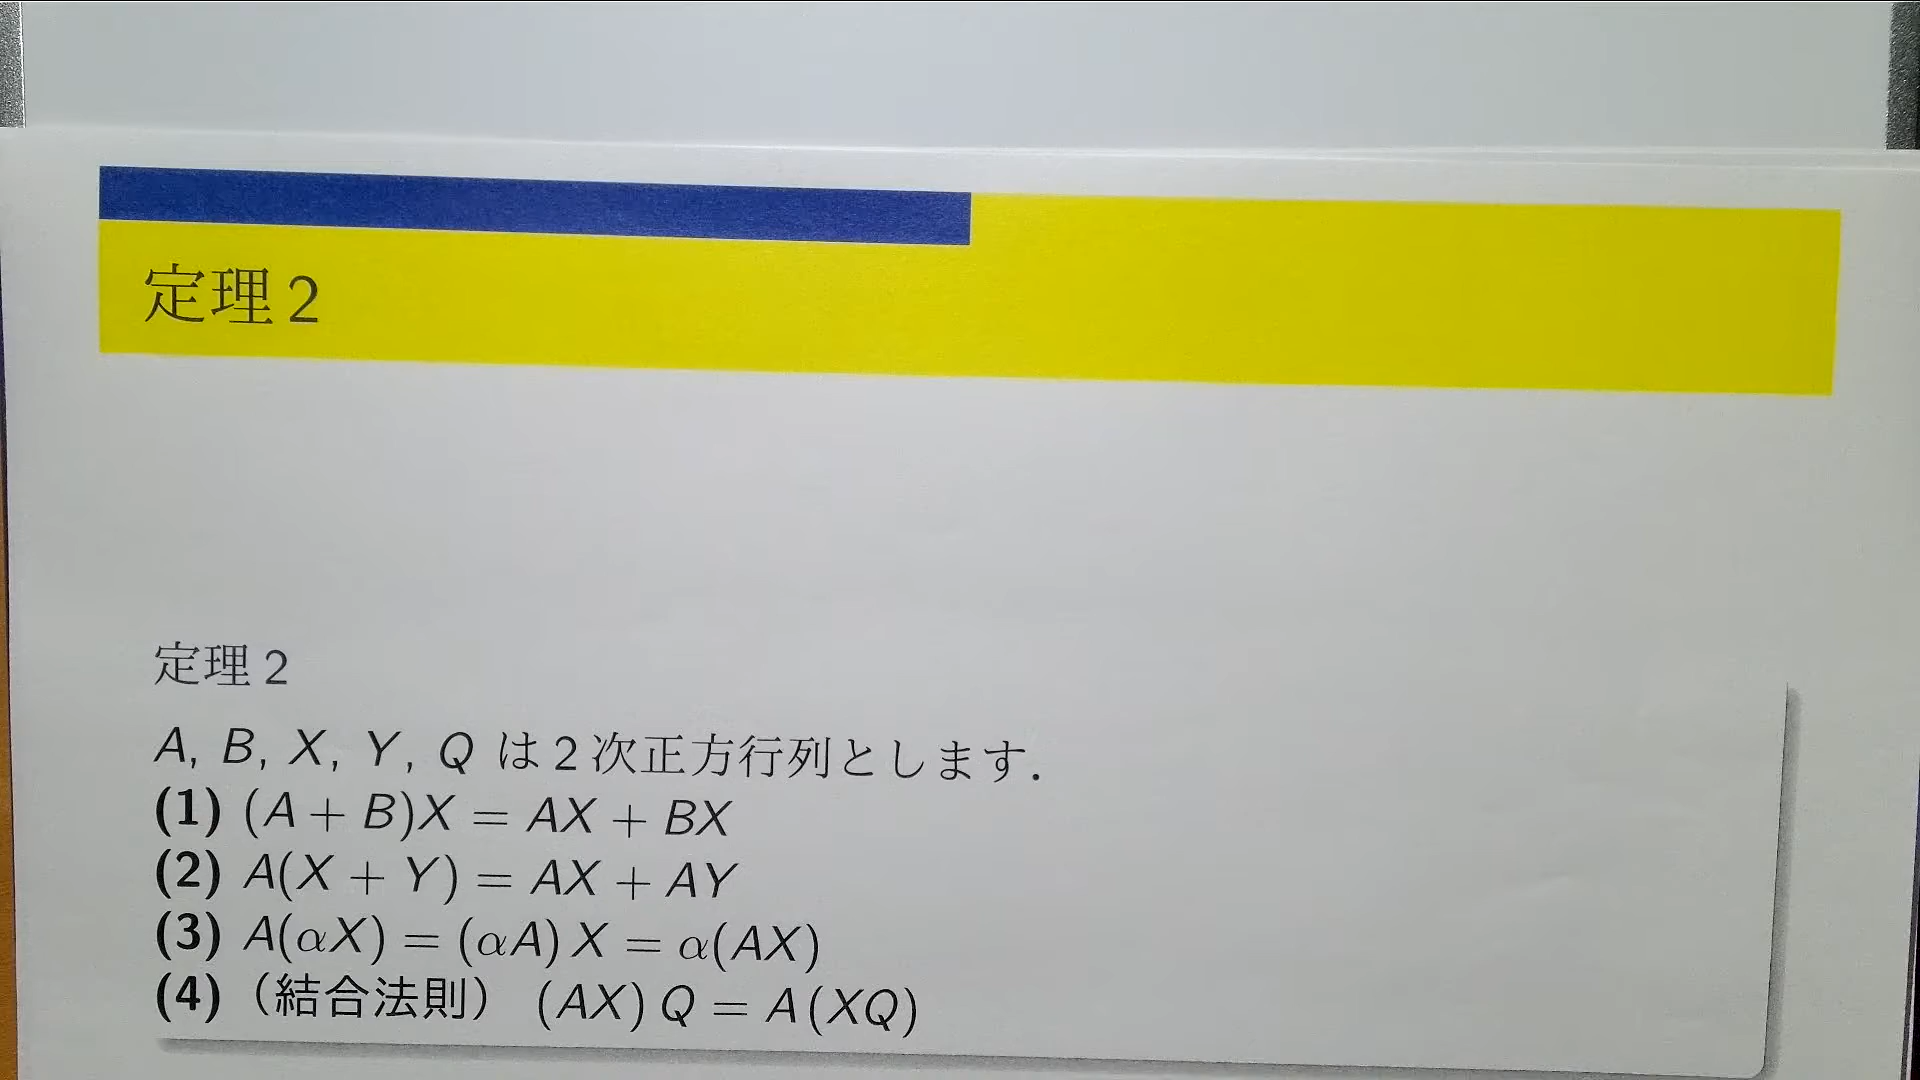 定理2
定理2
A, B, X, Y, Q は2次正方行列とします.
(1) (A + B)X = AX + BX
(2) A(X + Y) = AX + AY
(3) A(αX) = (αA)X = α(AX)
(4)（結合法則） (AX)Q = A(XQ)